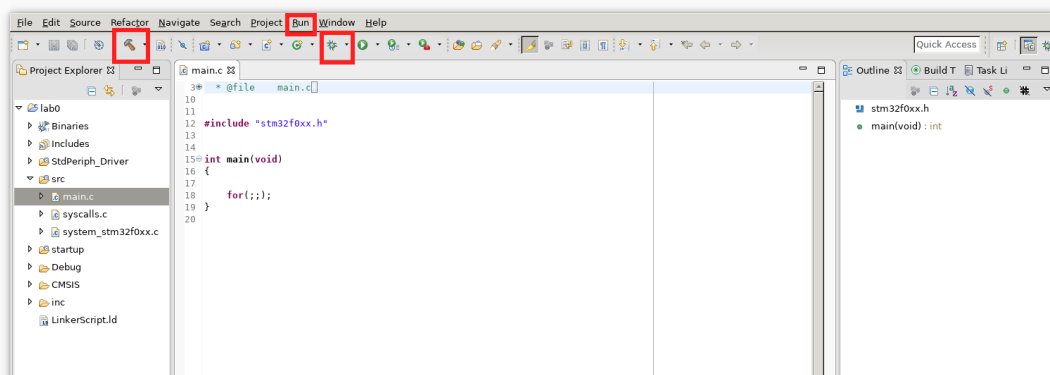 File Edit Source Refactor Navigate Search Project Run Window Help
Quick Access
Project Explorer
main.c
Outline Build T Task Li
lab0
Binaries
Includes
StdPeriph_Driver
src
main.c
syscalls.c
system_stm32f0xx.c
startup
Debug
CMSIS
inc
LinkerScript.ld
3 * @file main.c
10
11
12 #include "stm32f0xx.h"
13
14
15 int main(void)
16 {
17
18 for(;;);
19 }
20
stm32f0xx.h
main(void) : int